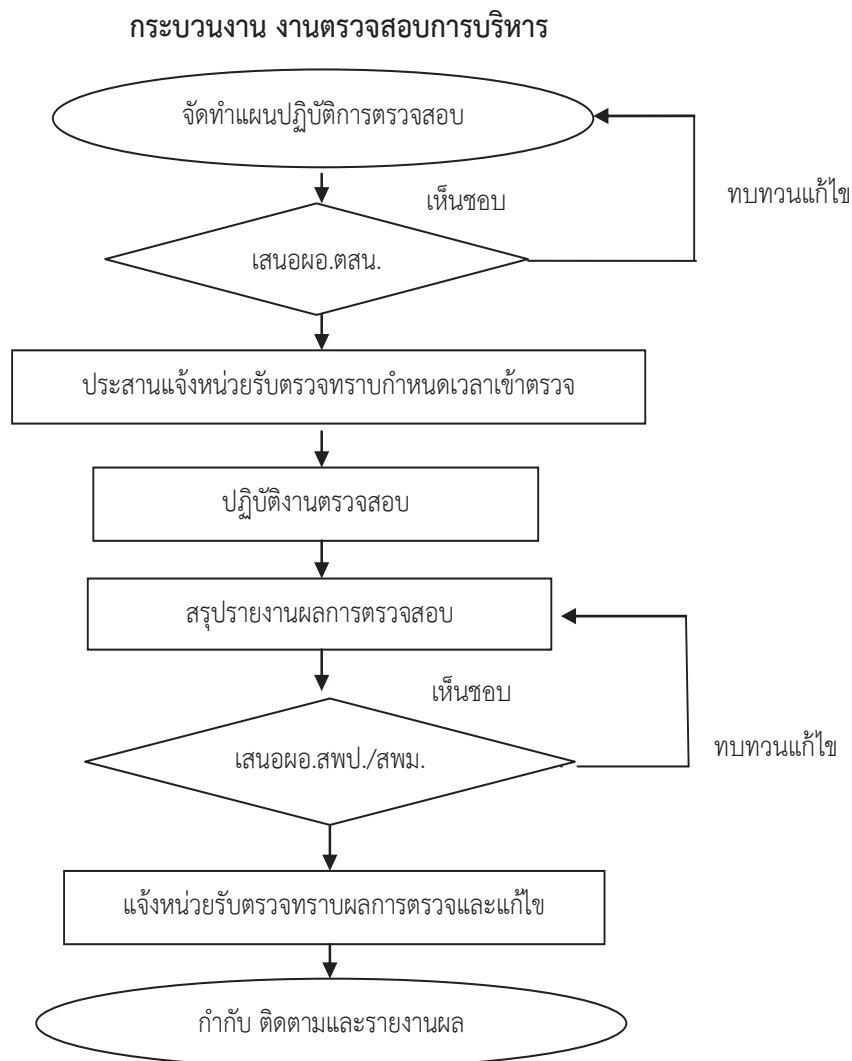 กระบวนงาน งานตรวจสอบการบริหาร
จัดทำแผนปฏิบัติการตรวจสอบ
เห็นชอบ
ทบทวนแก้ไข
เสนอผอ.ตสน.
ประสานแจ้งหน่วยรับตรวจทราบกำหนดเวลาเข้าตรวจ
ปฏิบัติงานตรวจสอบ
สรุปรายงานผลการตรวจสอบ
เห็นชอบ
ทบทวนแก้ไข
เสนอผอ.สพป./สพม.
แจ้งหน่วยรับตรวจทราบผลการตรวจและแก้ไข
กำกับ ติดตามและรายงานผล